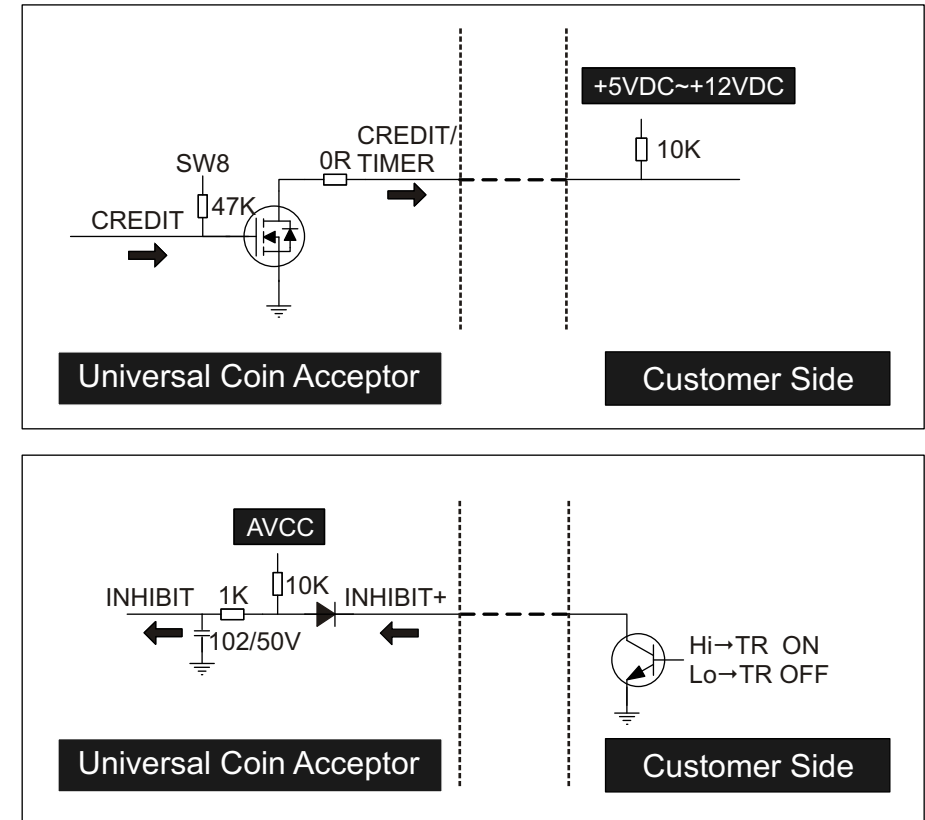 +5VDC~+12VDC
CREDIT/
TIMER
0R
10K
SW8
47K
CREDIT
Universal Coin Acceptor
Customer Side
AVCC
INHIBIT
1K
10K
INHIBIT+
102/50V
Hi→TR ON
Lo→TR OFF
Universal Coin Acceptor
Customer Side